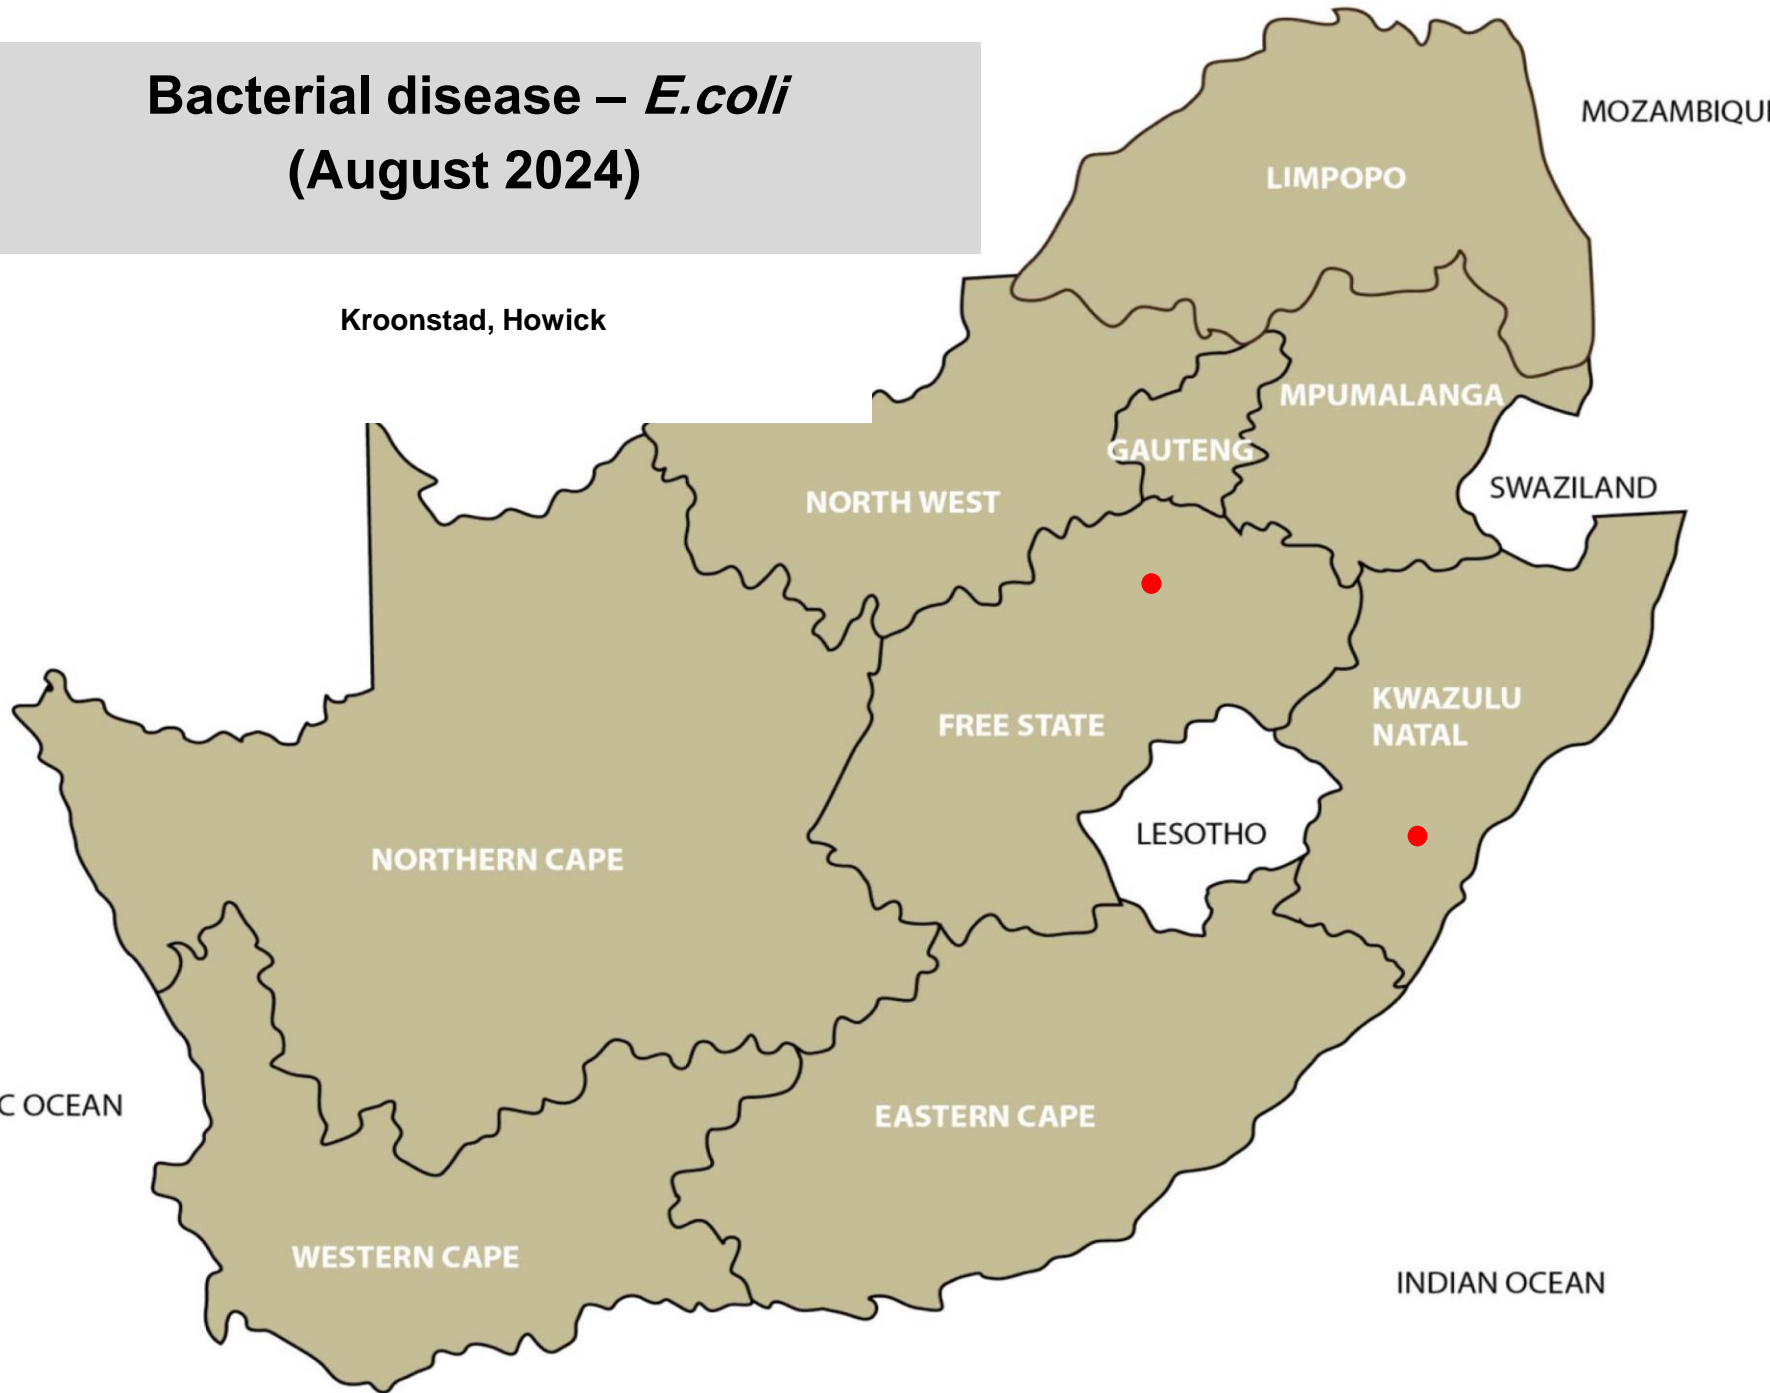 Bacterial disease – E.coli
(August 2024)
MOZAMBIQU
LIMPOPO
Kroonstad, Howick
MPUMALANGA
GAUTENG
SWAZILAND
NORTH WEST
KWAZULU
NATAL
FREE STATE
LESOTHO
NORTHERN CAPE
C OCEAN
EASTERN CAPE
WESTERN CAPE
INDIAN OCEAN